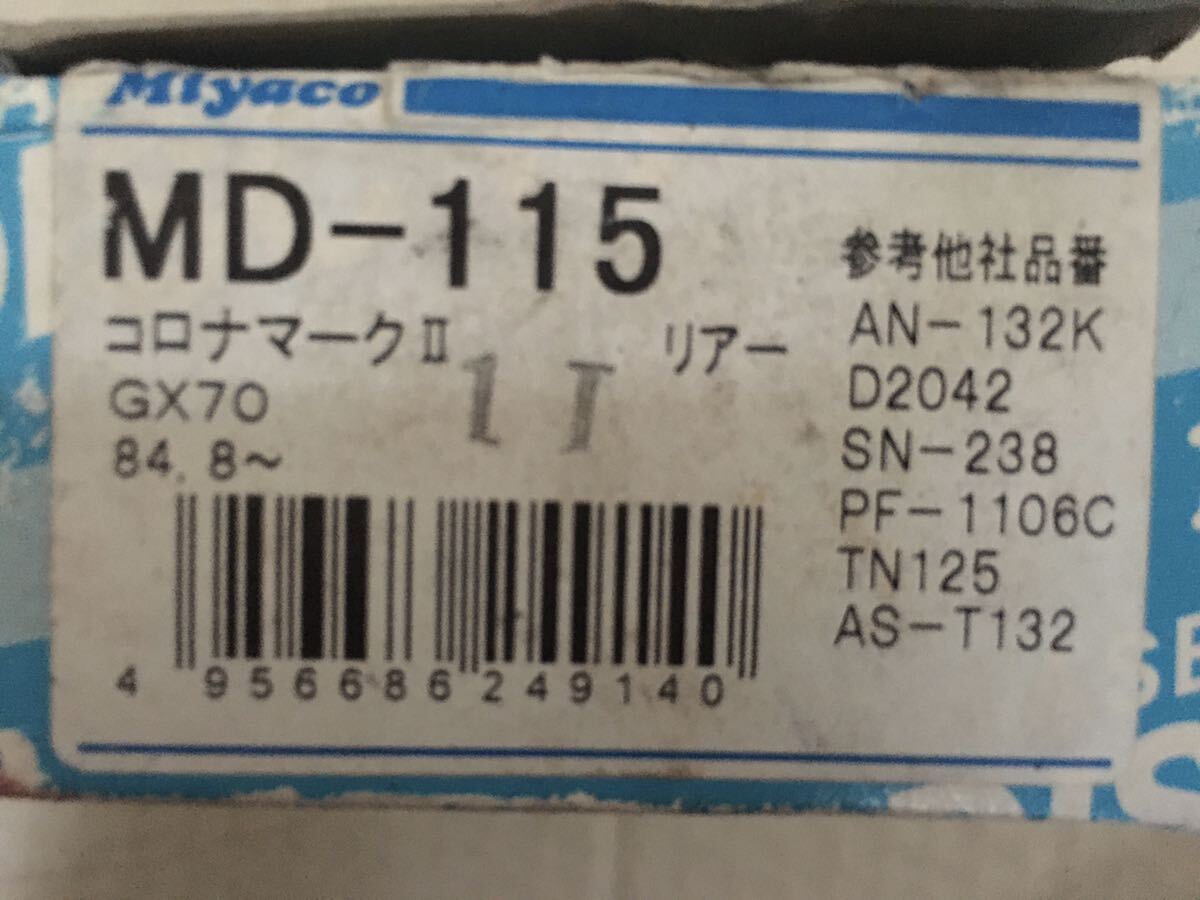 Miyaco
MD-115
コロナマークⅡ リアー
GX70
84.8～
11
4 956686 249140
参考他社品番
AN-132K
D2042
SN-238
PF-1106C
TN125
AS-T132